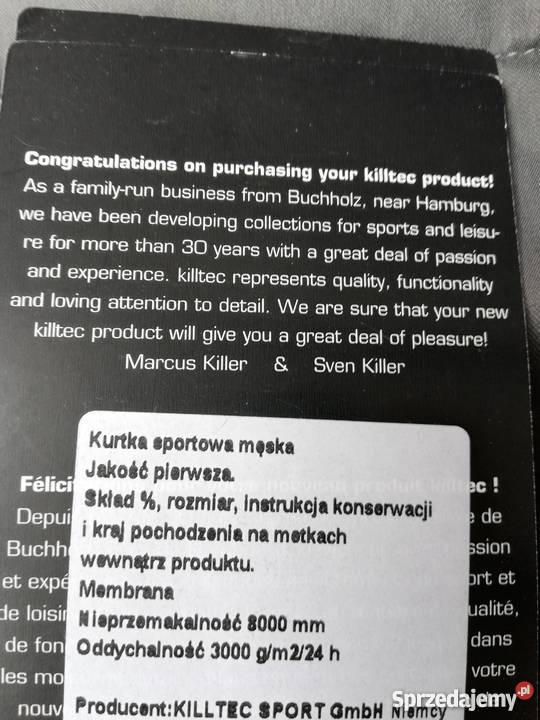 Congratulations on purchasing your killtec product!
As a family-run business from Buchholz, near Hamburg,
we have been developing collections for sports and leisu-
re for more than 30 years with a great deal of passion
and experience. killtec represents quality, functionality
and loving attention to detail. We are sure that your new
killtec product will give you a great deal of pleasure!
Marcus Killer & Sven Killer
Kurtka sportowa męska
Jakość pierwsza.
Skład %, rozmiar, instrukcja konserwacji
i kraj pochodzenia na metkach
wewnątrz produktu.
Membrana
Nieprzemakalność 8000 mm
Oddychalność 3000 g/m2/24 h
Producent:KILLTEC SPORT GmbH Niemcy
Félici nouveau produit killtec !
Depui de
Buchh ssion
et expé ort et
de loisir ualité,
de fon dans
les mo votre
nouv
Sprzedajemy.pl